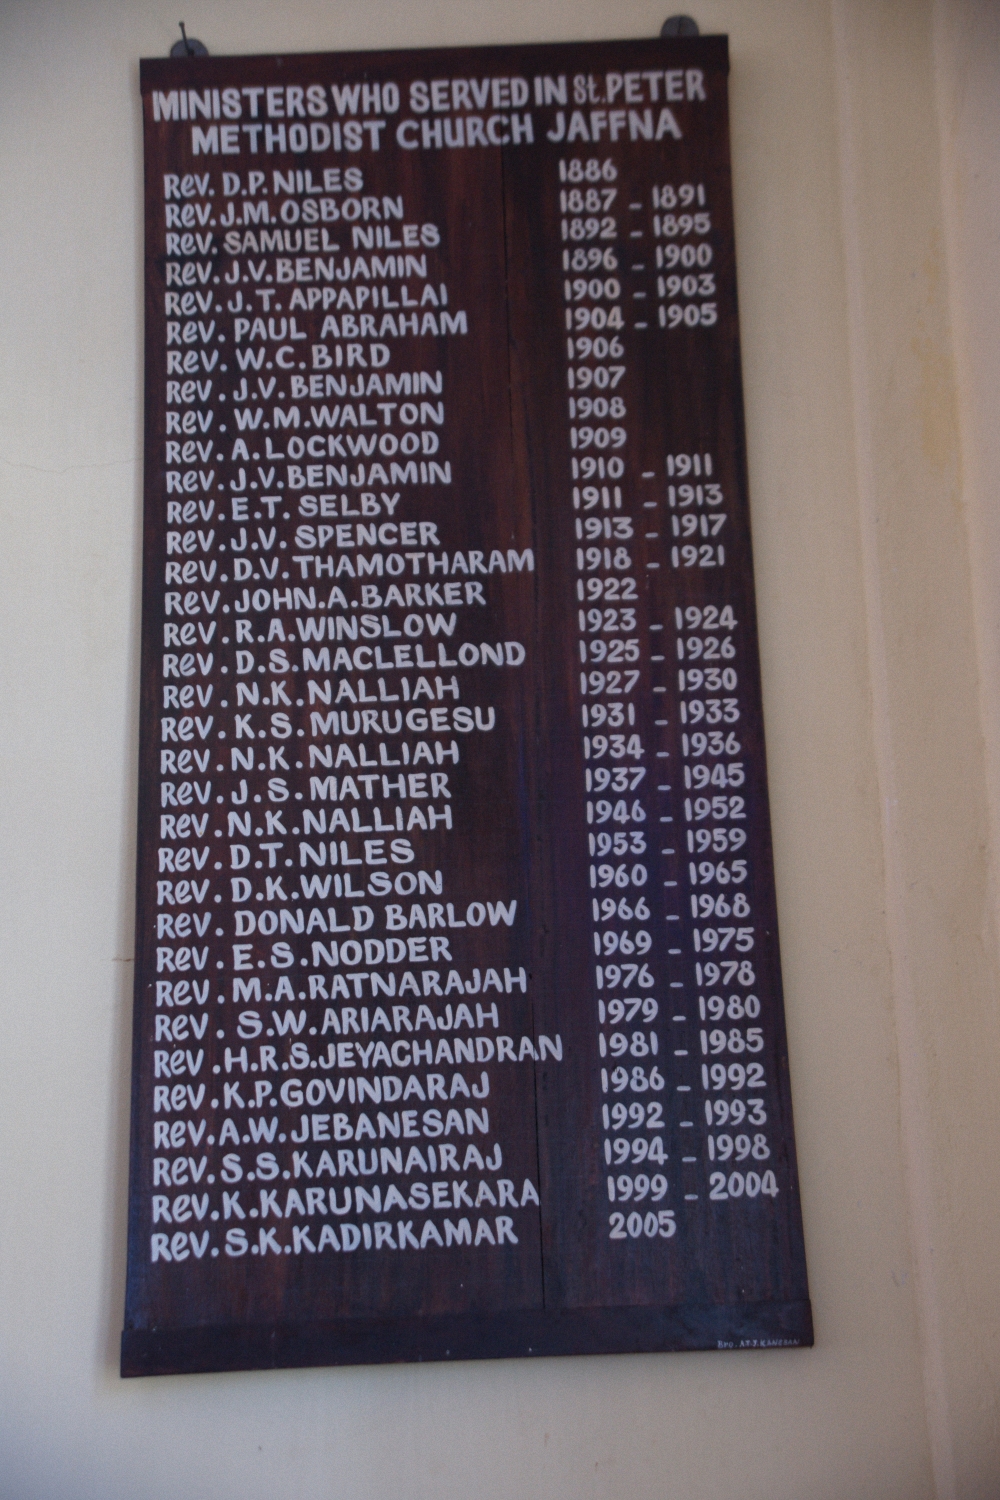 MINISTERS WHO SERVED IN St. PETER
METHODIST CHURCH JAFFNA
Rev. D.P. NILES 1886
Rev. J.M. OSBORN 1887 - 1891
Rev. SAMUEL NILES 1892 - 1895
Rev. J.V. BENJAMIN 1896 - 1900
Rev. J.T. APPAPILLAI 1900 - 1903
Rev. PAUL ABRAHAM 1904 - 1905
Rev. W.C. BIRD 1906
Rev. J.V. BENJAMIN 1907
Rev. W.M. WALTON 1908
Rev. A. LOCKWOOD 1909
Rev. J.V. BENJAMIN 1910 - 1911
Rev. E.T. SELBY 1911 - 1913
Rev. J.V. SPENCER 1913 - 1917
Rev. D.V. THAMOTHARAM 1918 - 1921
Rev. JOHN.A.BARKER 1922
Rev. R.A. WINSLOW 1923 - 1924
Rev. D.S. MACLELLOND 1925 - 1926
Rev. N.K. NALLIAH 1927 - 1930
Rev. K.S. MURUGESU 1931 - 1933
Rev. N.K. NALLIAH 1934 - 1936
Rev. J.S. MATHER 1937 - 1945
Rev. N.K. NALLIAH 1946 - 1952
Rev. D.T. NILES 1953 - 1959
Rev. D.K. WILSON 1960 - 1965
Rev. DONALD BARLOW 1966 - 1968
Rev. E.S. NODDER 1969 - 1975
Rev. M.A. RATNARAJAH 1976 - 1978
Rev. S.W. ARIARAJAH 1979 - 1980
Rev. H.R.S. JEYACHANDRAN 1981 - 1985
Rev. K.P. GOVINDARAJ 1986 - 1992
Rev. A.W. JEBANESAN 1992 - 1993
Rev. S.S. KARUNAIRAJ 1994 - 1998
Rev. K. KARUNASEKARA 1999 - 2004
Rev. S.K. KADIRKAMAR 2005
Bro.